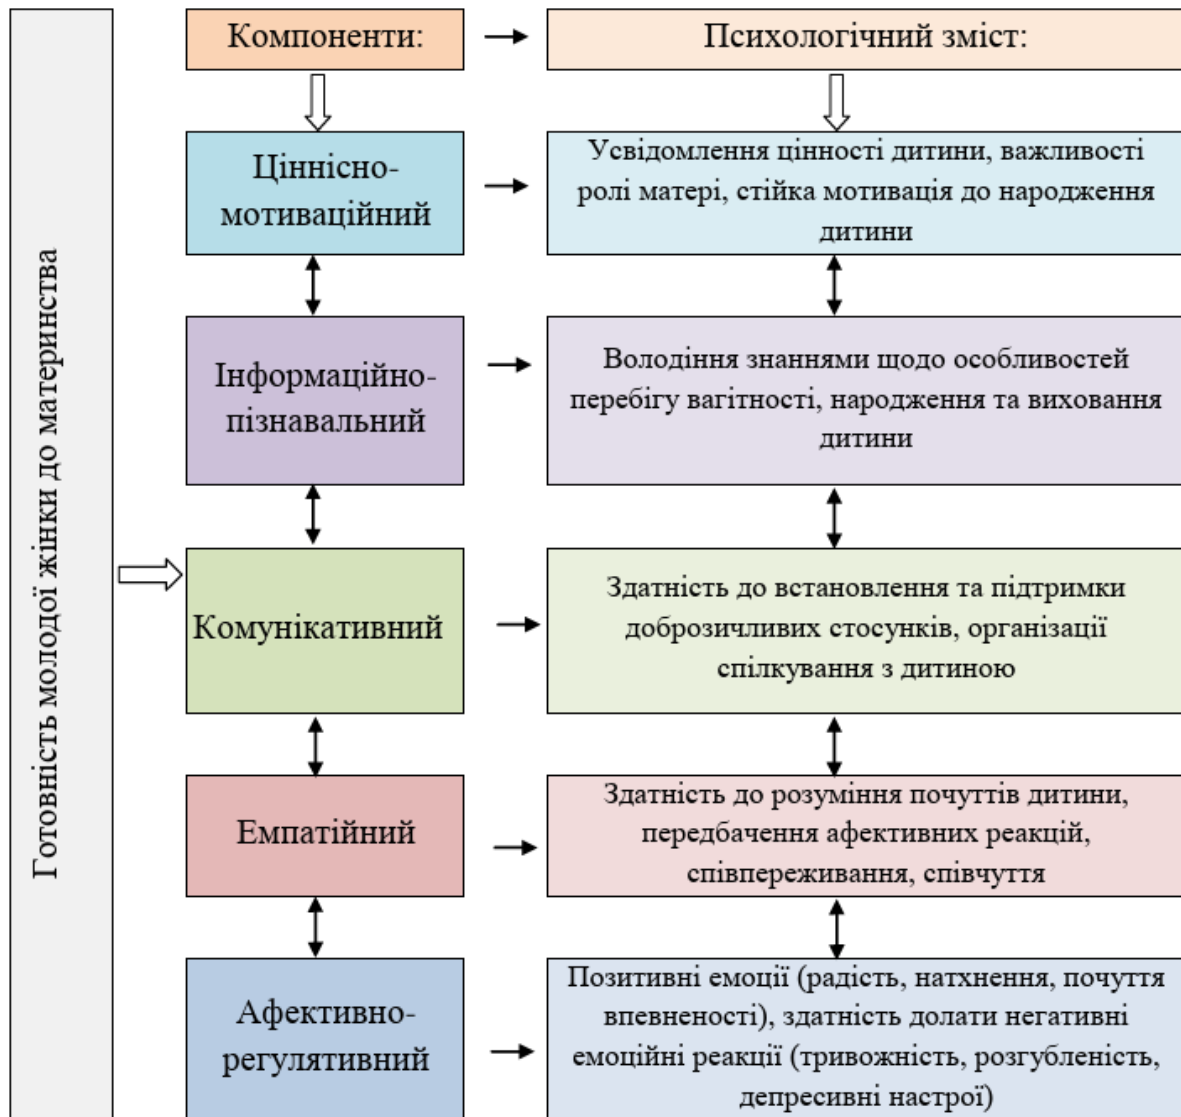 Готовність молодої жінки до материнства
Компоненти:
Психологічний зміст:
Ціннісно-
мотиваційний
Усвідомлення цінності дитини, важливості
ролі матері, стійка мотивація до народження
дитини
Інформаційно-
пізнавальний
Володіння знаннями щодо особливостей
перебігу вагітності, народження та виховання
дитини
Комунікативний
Здатність до встановлення та підтримки
доброзичливих стосунків, організації
спілкування з дитиною
Емпатійний
Здатність до розуміння почуттів дитини,
передбачення афективних реакцій,
співпереживання, співчуття
Афективно-
регулятивний
Позитивні емоції (радість, натхнення, почуття
впевненості), здатність долати негативні
емоційні реакції (тривожність, розгубленість,
депресивні настрої)